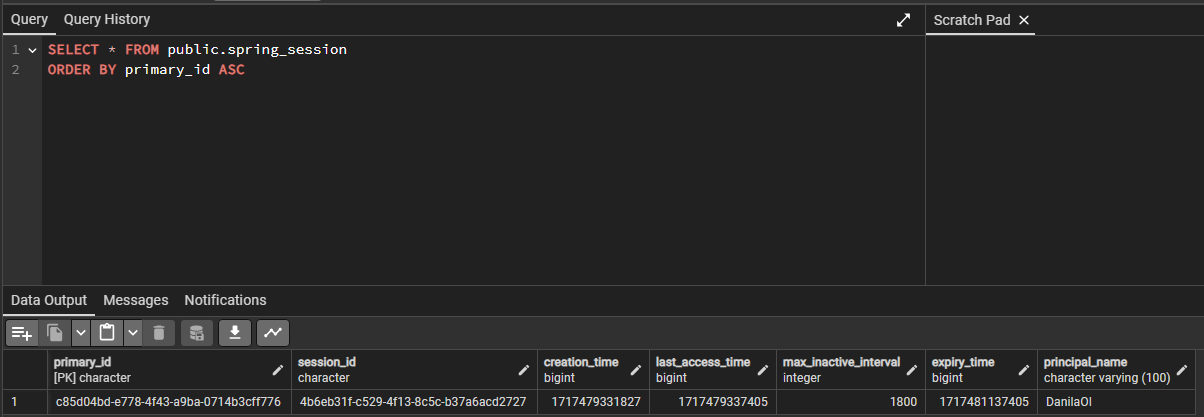 Query Query History Scratch Pad
1 SELECT * FROM public.spring_session
2 ORDER BY primary_id ASC
Data Output Messages Notifications
primary_id session_id creation_time last_access_time max_inactive_interval expiry_time principal_name
[PK] character character bigint bigint integer bigint character varying (100)
1 c85d04bd-e778-4f43-a9ba-0714b3cff776 4b6eb31f-c529-4f13-8c5c-b37a6acd2727 1717479331827 1717479337405 1800 1717481137405 DanilaOl